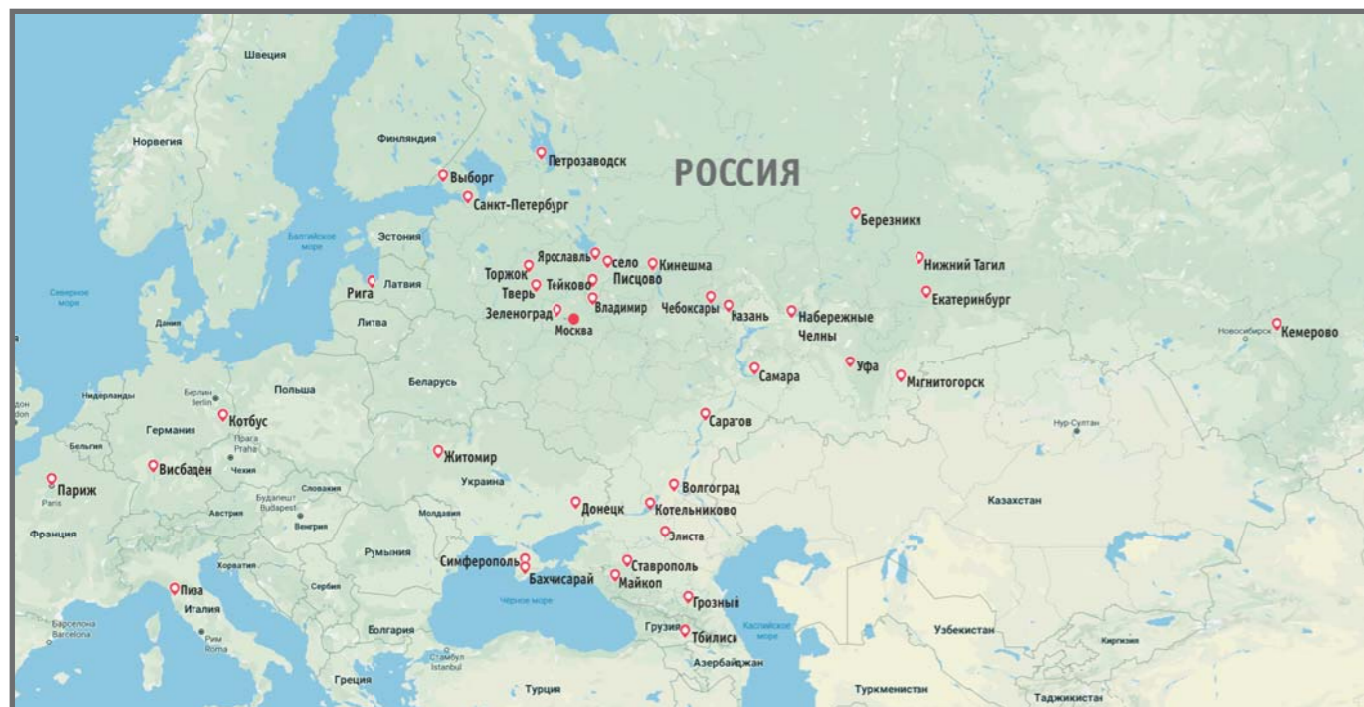 Швеция
Норвегия
Финляндия
Петрозаводск
РОССИЯ
Выборг
Санкт-Петербург
Березники
Балтийское
море
Эстония
Ярославль
село
Писцово
Кинешма
Нижний Тагил
Торжок
Тейково
Рига
Латвия
Тверь
Владимир
Чебоксары
Казань
Екатеринбург
Северное
море
Зеленоград
Москва
Набережные
Челны
Дания
Литва
Новосибирск
Кемерово
Уфа
Самара
Магнитогорск
Беларусь
Польша
Нидерланды
Берлин
Berlin
Котбус
Саратов
Германия
Нур-Султан
Прага
Praha
Бельгия
Житомир
Висбаден
Чехия
Украина
Париж
Paris
Словакия
Волгоград
Будапешт
Budapest
Донецк
Котельниково
Казахстан
Австрия
Молдавия
Венгрия
Франция
Элиста
Румыния
Симферополь
Ставрополь
Хорватия
Бахчисарай
Майкоп
Сербия
Пиза
Чёрное море
Грозный
Италия
Барселона
Barcelona
Рим
Roma
Болгария
Грузия
Тбилиси
Каспийское
море
Узбекистан
Киргизия
Стамбул
İstanbul
Азербайджан
Греция
Турция
Туркменистан
Таджикистан